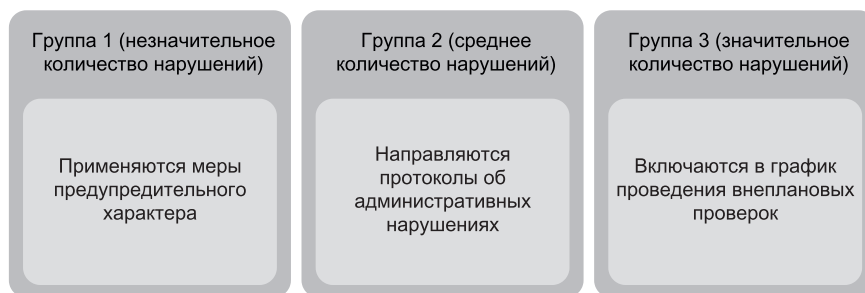 Группа 1 (незначительное
количество нарушений)
Применяются меры
предупредительного
характера
Группа 2 (среднее
количество нарушений)
Направляются
протоколы об
административных
нарушениях
Группа 3 (значительное
количество нарушений)
Включаются в график
проведения внеплановых
проверок